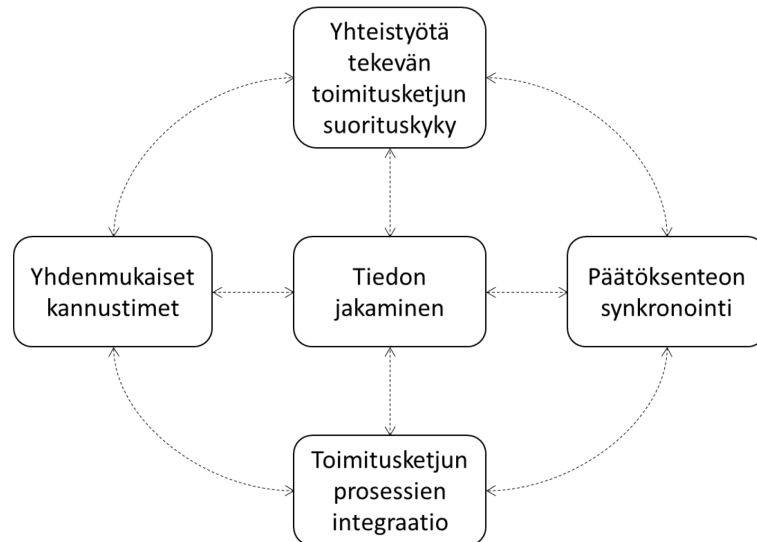 Yhteistyötä
tekevän
toimitusketjun
suorituskyky
Yhdenmukaiset
kannustimet
Tiedon
jakaminen
Päätöksenteon
synkronointi
Toimitusketjun
prosessien
integraatio